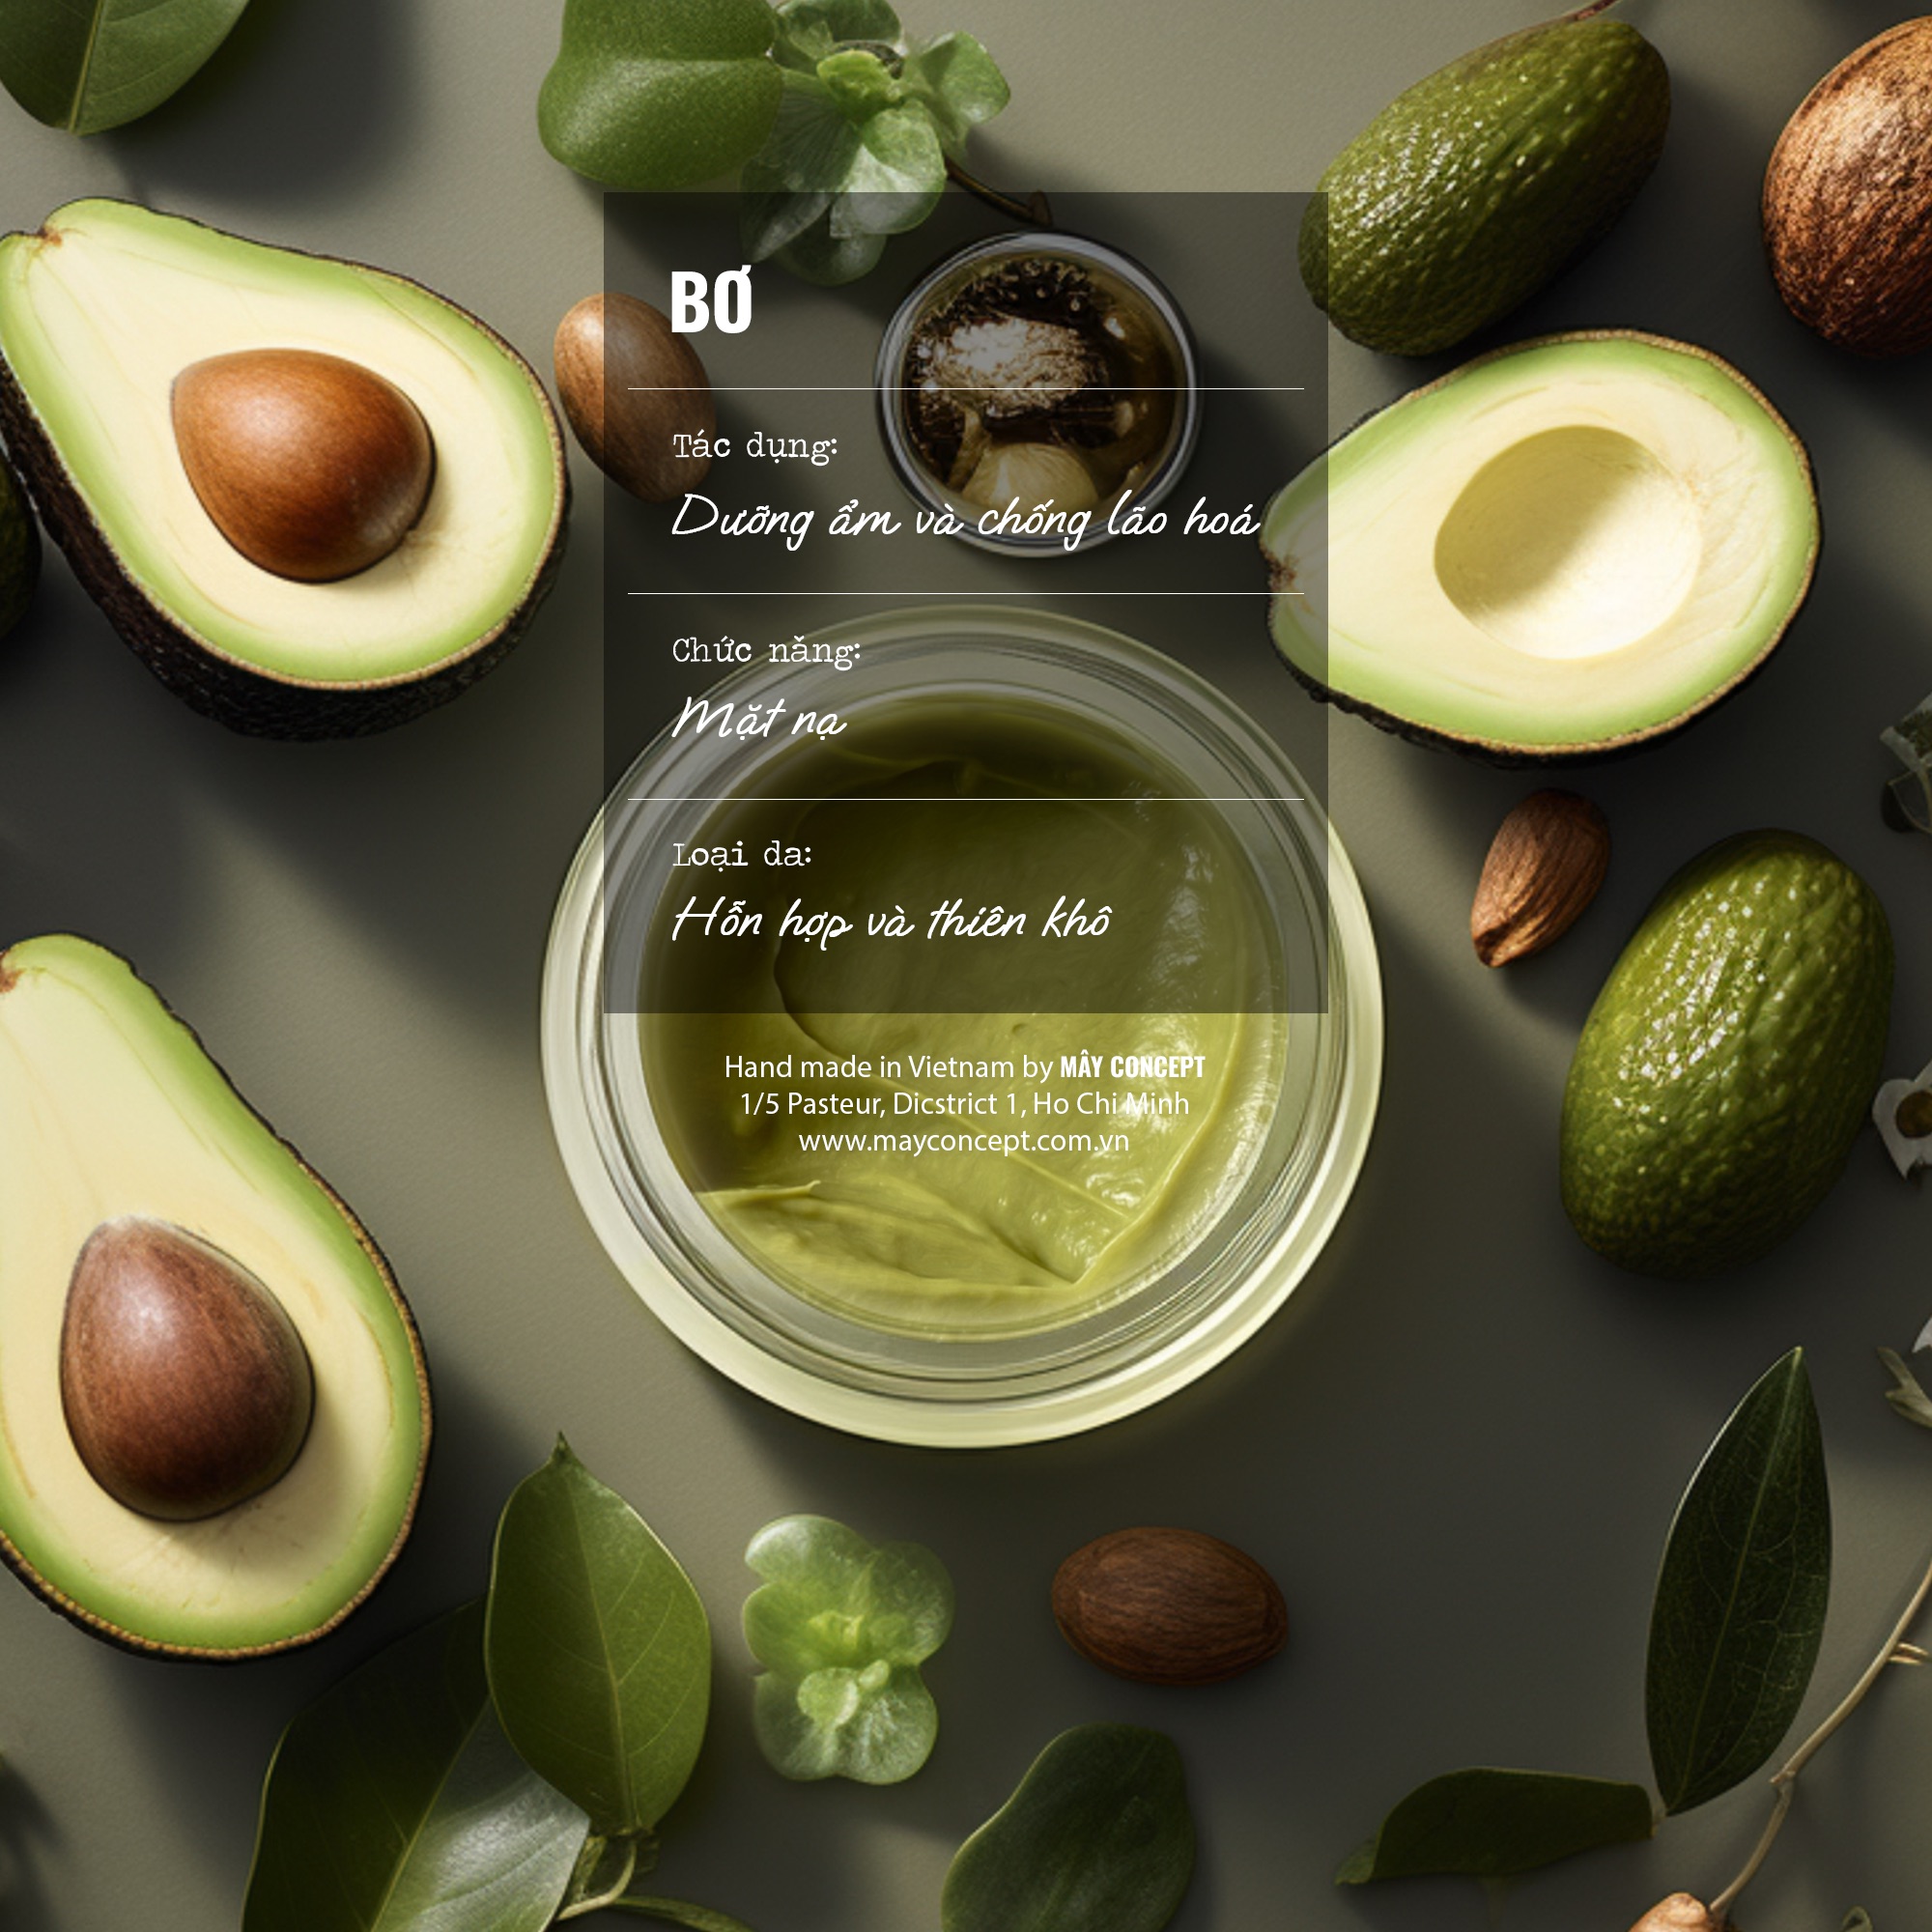 BƠ
Tác dụng:
Dưỡng ẩm và chống lão hoá
Chức năng:
Mặt nạ
Loại da:
Hỗn hợp và thiên khô
Hand made in Vietnam by MÂY CONCEPT
1/5 Pasteur, Dicstrict 1, Ho Chi Minh
www.mayconcept.com.vn